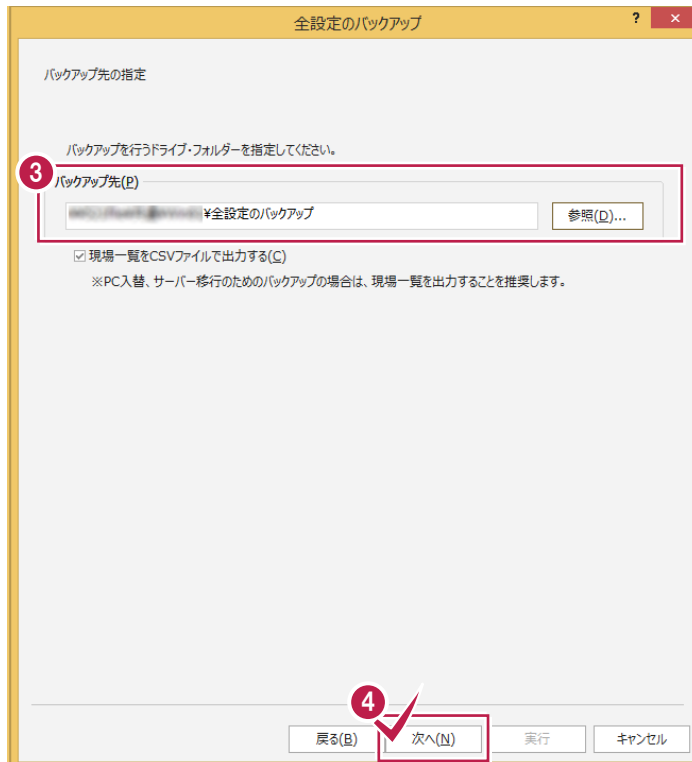 全設定のバックアップ
?
×
バックアップ先の指定
バックアップを行うドライブ・フォルダーを指定してください。
3
バックアップ先(P)
¥全設定のバックアップ
参照(D)...
現場一覧をCSVファイルで出力する(C)
※PC入替、サーバー移行のためのバックアップの場合は、現場一覧を出力することを推奨します。
4
戻る(B)
次へ(N)
実行
キャンセル